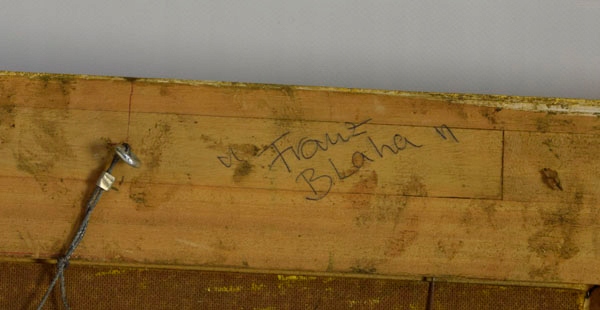 " Franz
BLaha "